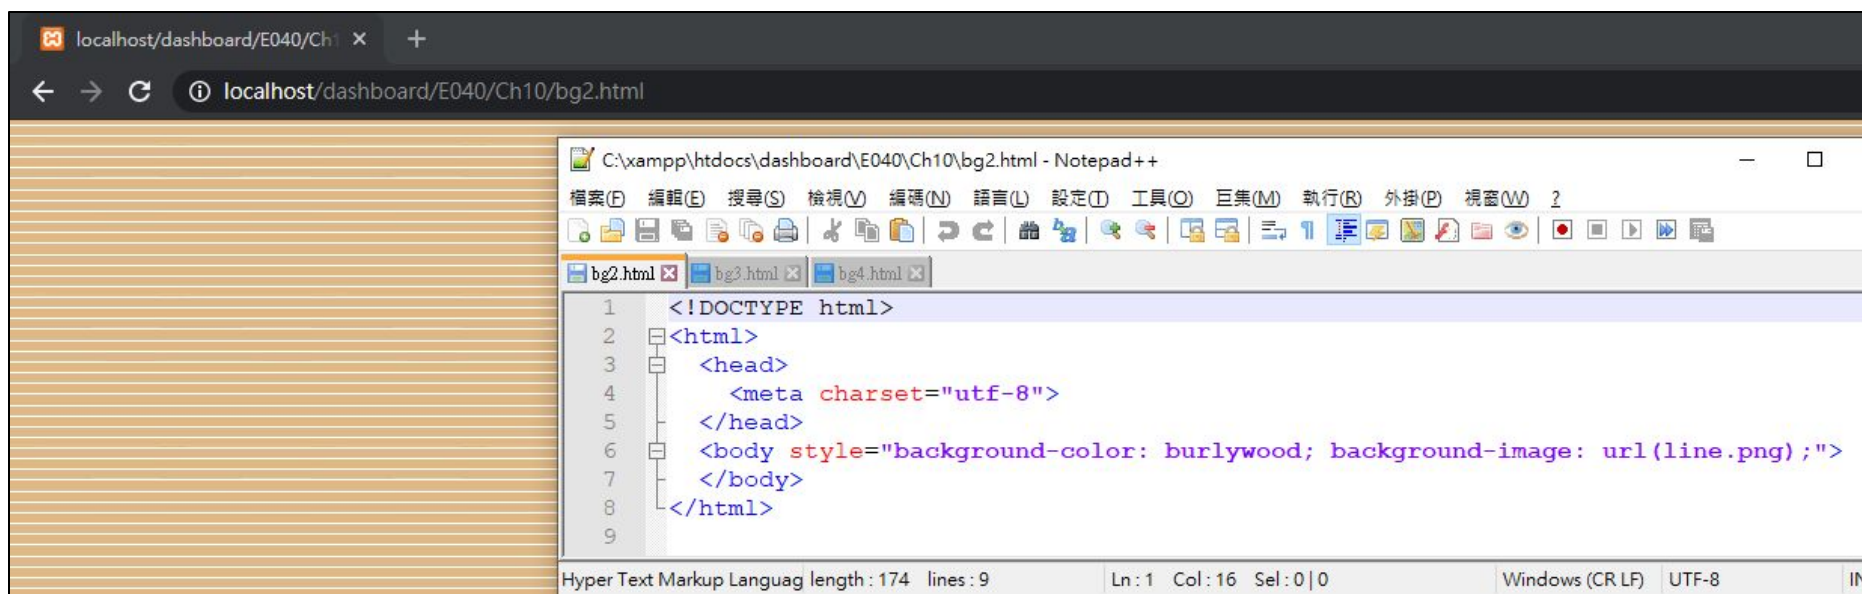 localhost/dashboard/E040/Ch1
localhost/dashboard/E040/Ch10/bg2.html
C:\xampp\htdocs\dashboard\E040\Ch10\bg2.html - Notepad++
檔案(F) 編輯(E) 搜尋(S) 檢視(V) 編碼(N) 語言(L) 設定(T) 工具(O) 巨集(M) 執行(R) 外掛(P) 視窗(W) ?
bg2.html bg3.html bg4.html
1 <!DOCTYPE html>
2 <html>
3 <head>
4 <meta charset="utf-8">
5 </head>
6 <body style="background-color: burlywood; background-image: url(line.png);">
7 </body>
8 </html>
9
Hyper Text Markup Languag length : 174 lines : 9 Ln : 1 Col : 16 Sel : 0 | 0 Windows (CR LF) UTF-8 IN